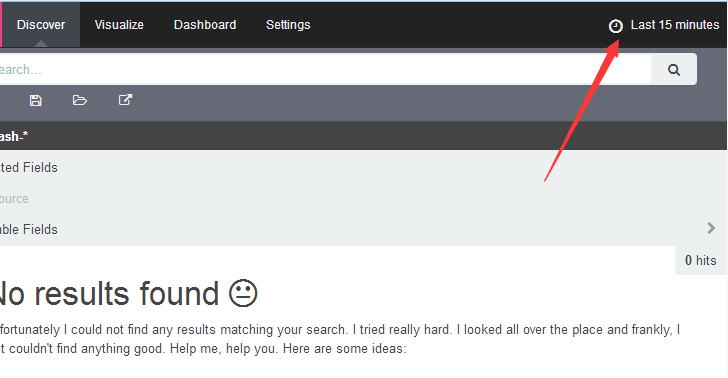 Discover Visualize Dashboard Settings Last 15 minutes
earch...
ash-*
ted Fields
ource
ble Fields
0 hits
No results found
fortunately I could not find any results matching your search. I tried really hard. I looked all over the place and frankly, I
t couldn't find anything good. Help me, help you. Here are some ideas: